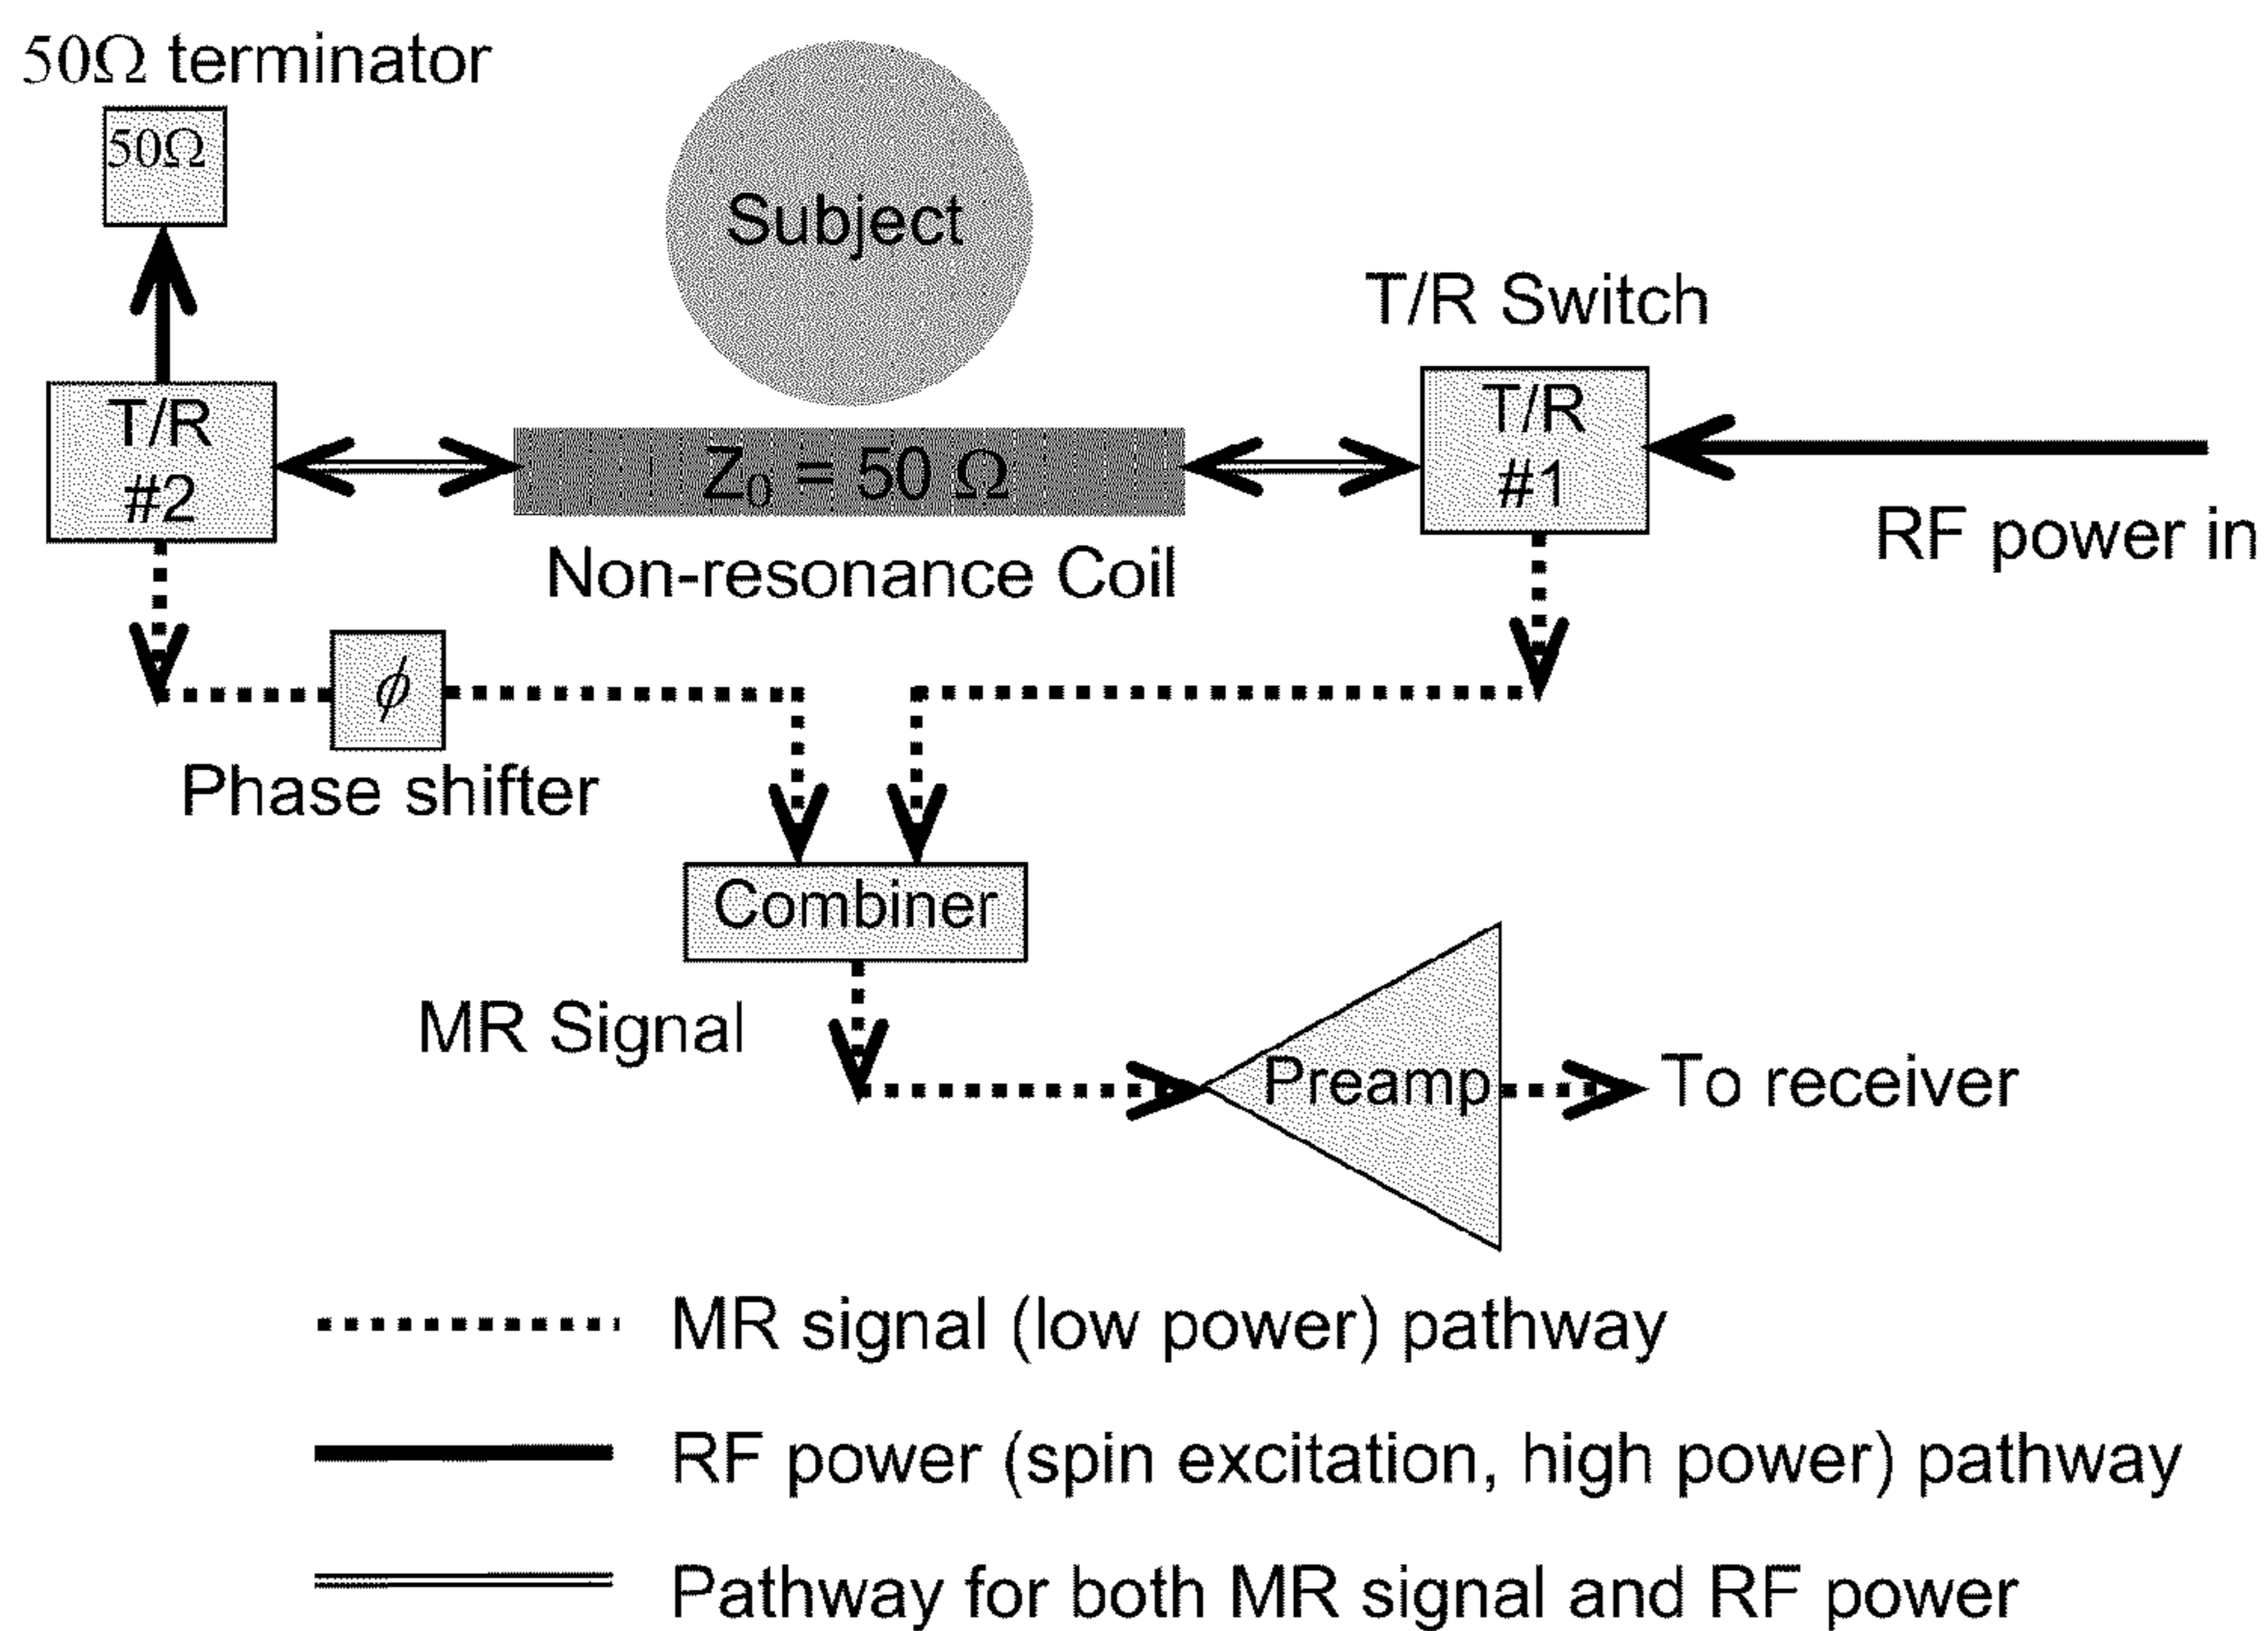 50Ω terminator
50Ω
Subject
T/R Switch
T/R
#2
Z₀ = 50 Ω
T/R
#1
RF power in
Non-resonance Coil
ϕ
Phase shifter
Combiner
MR Signal
Preamp
To receiver
MR signal (low power) pathway
RF power (spin excitation, high power) pathway
Pathway for both MR signal and RF power